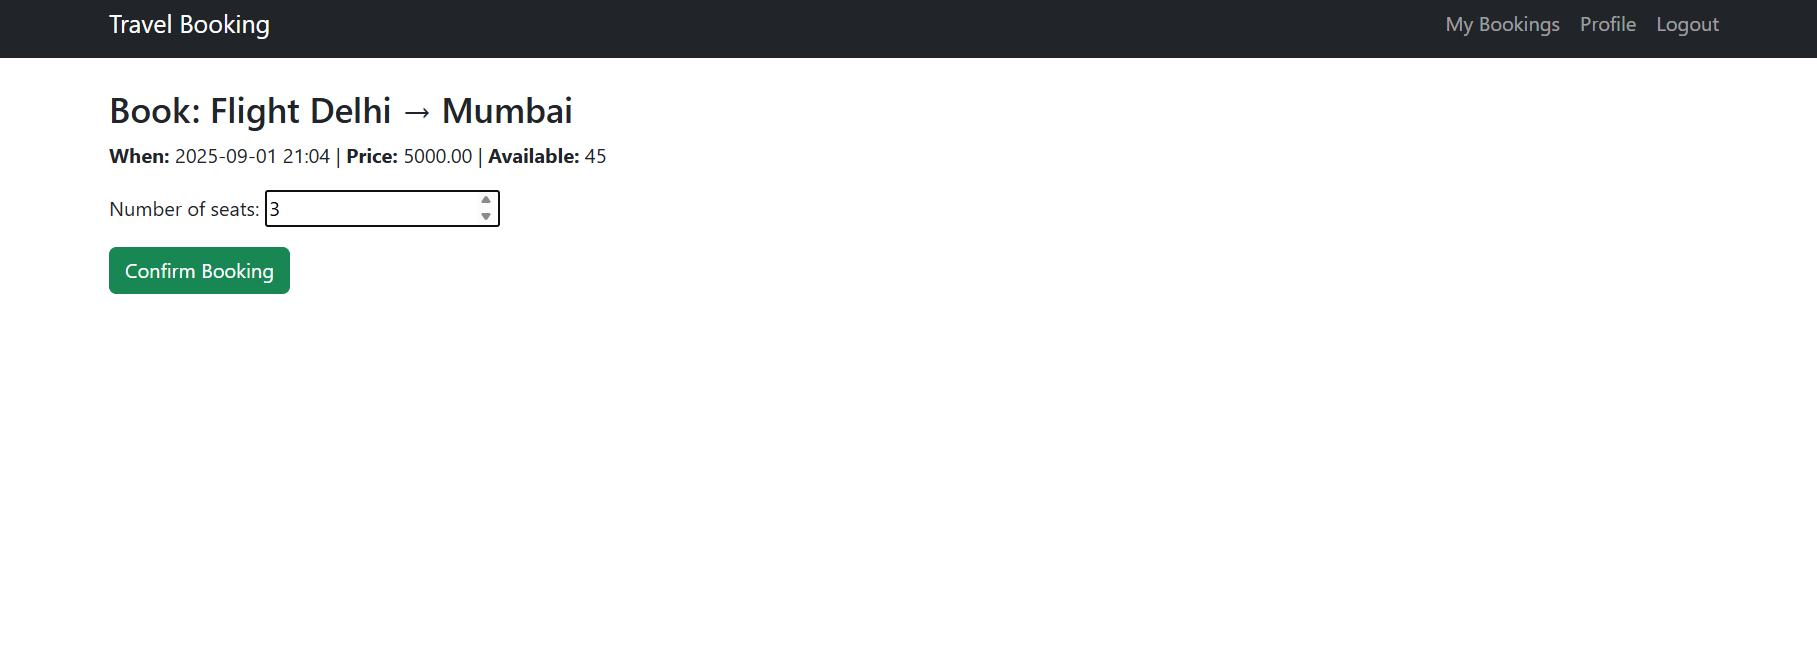 Travel Booking My Bookings Profile Logout
Book: Flight Delhi → Mumbai
When: 2025-09-01 21:04 | Price: 5000.00 | Available: 45
Number of seats: 3
Confirm Booking